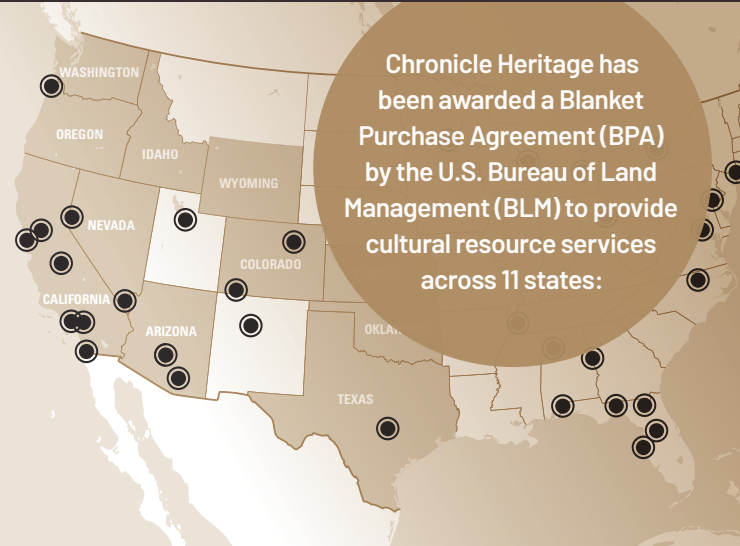 Chronicle Heritage has
been awarded a Blanket
Purchase Agreement (BPA)
by the U.S. Bureau of Land
Management (BLM) to provide
cultural resource services
across 11 states:
WASHINGTON
OREGON
IDAHO
WYOMING
NEVADA
COLORADO
CALIFORNIA
ARIZONA
TEXAS